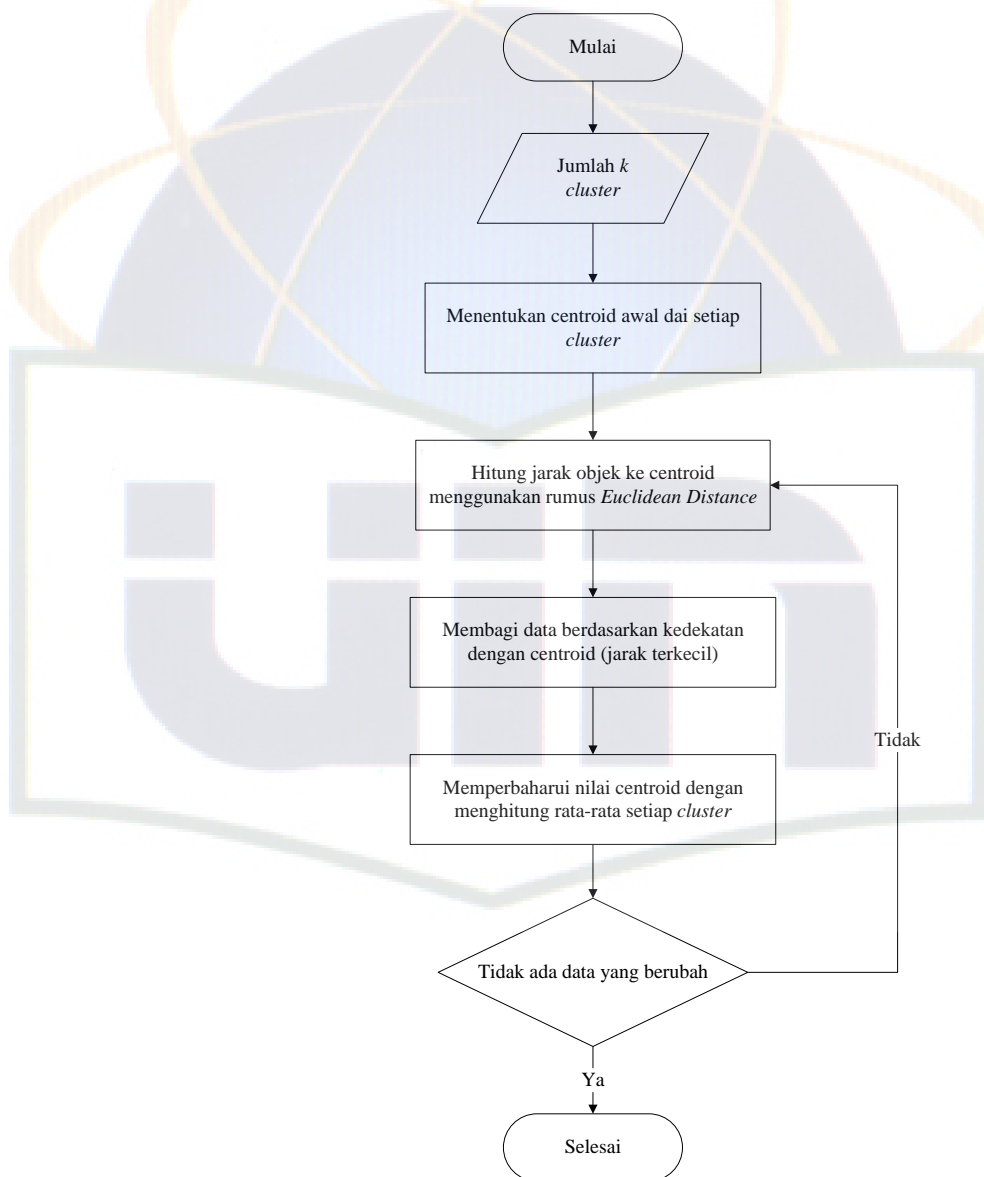 Mulai
Jumlah k
cluster
Menentukan centroid awal dai setiap
cluster
Hitung jarak objek ke centroid
menggunakan rumus Euclidean Distance
Membagi data berdasarkan kedekatan
dengan centroid (jarak terkecil)
Memperbaharui nilai centroid dengan
menghitung rata-rata setiap cluster
Tidak ada data yang berubah
Tidak
Ya
Selesai
uin